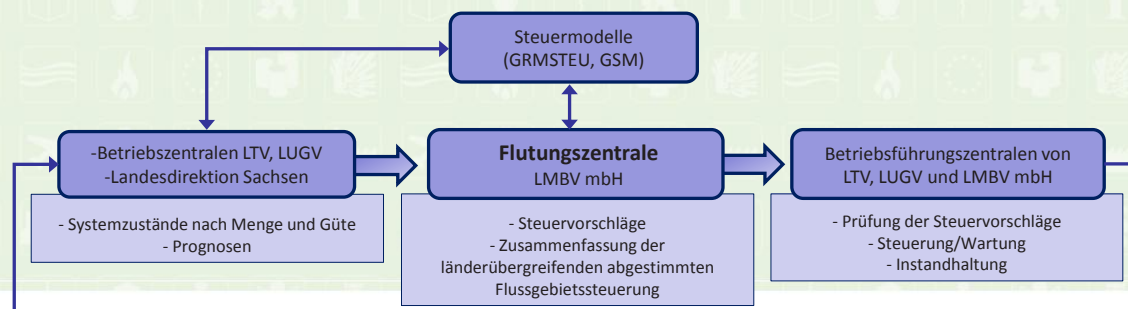 Steuermodelle
(GRMSTEU, GSM)
-Betriebszentralen LTV, LUGV
-Landesdirektion Sachsen
- Systemzustände nach Menge und Güte
- Prognosen
Flutungszentrale
LMBV mbH
- Steuervorschläge
- Zusammenfassung der
länderübergreifenden abgestimmten
Flussgebietssteuerung
Betriebsführungszentralen von
LTV, LUGV und LMBV mbH
- Prüfung der Steuervorschläge
- Steuerung/Wartung
- Instandhaltung